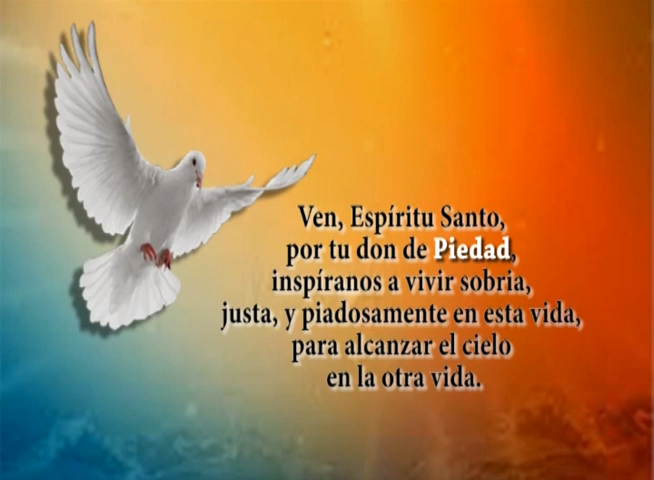 Ven, Espíritu Santo,
por tu don de Piedad,
inspíranos a vivir sobria,
justa, y piadosamente en esta vida,
para alcanzar el cielo
en la otra vida.